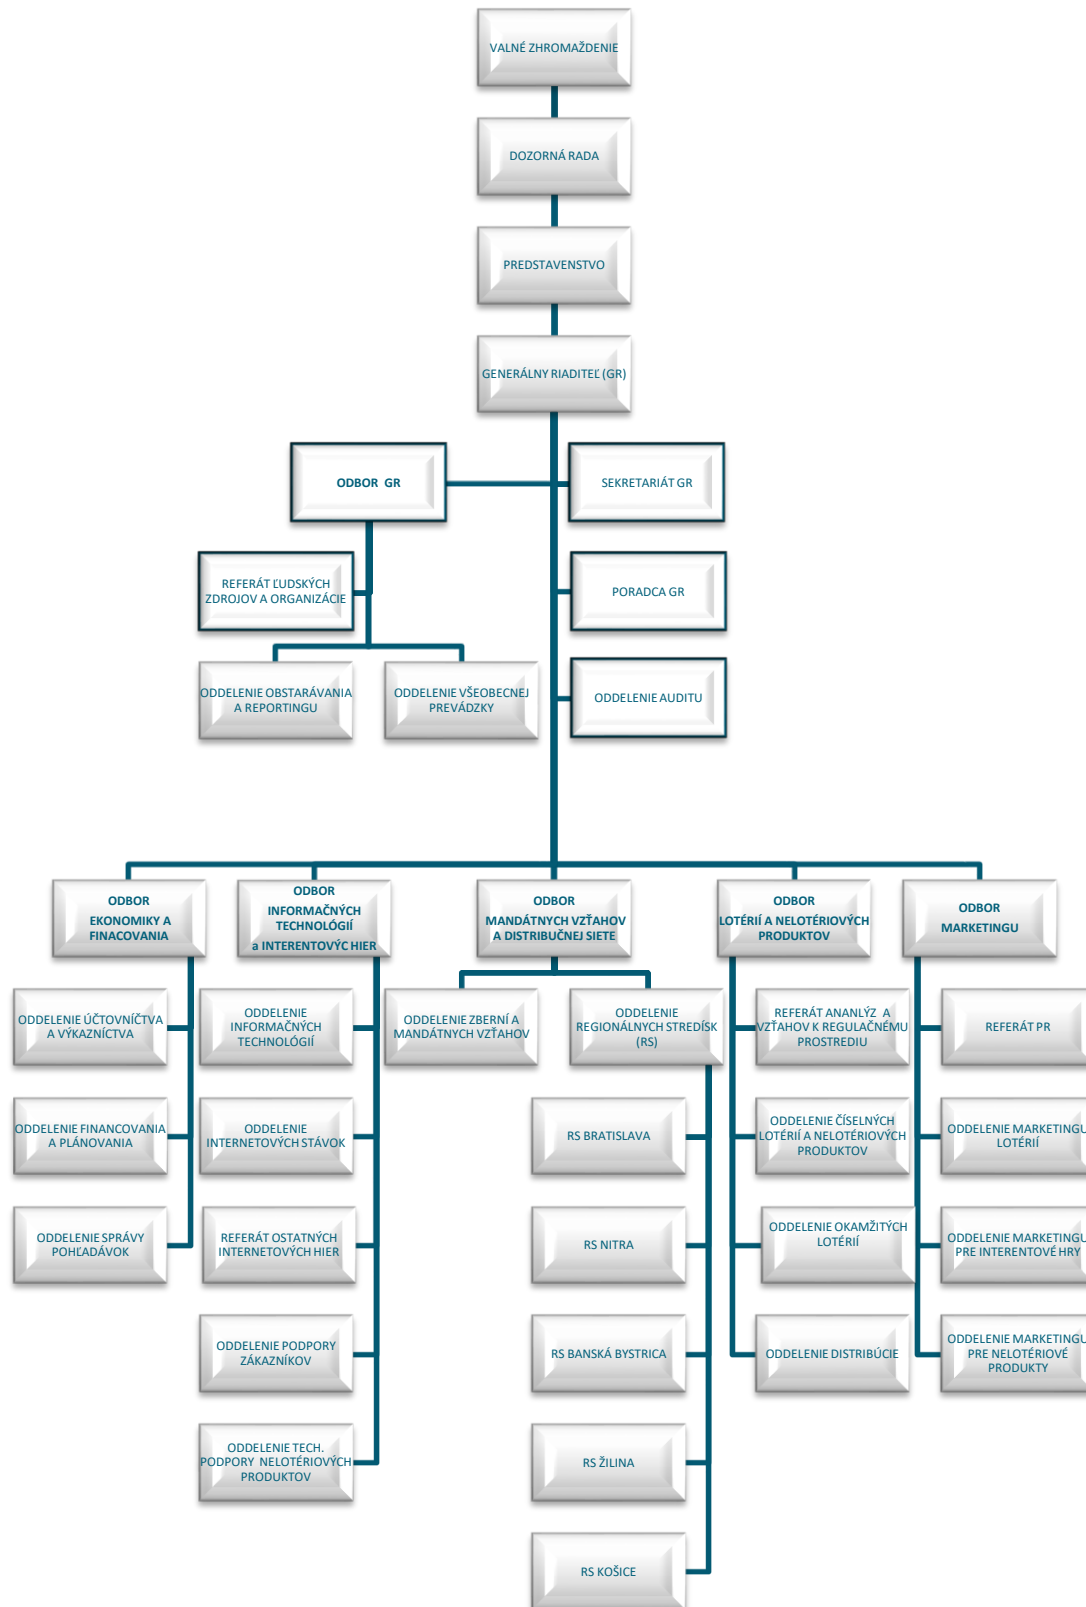 VALNÉ ZHROMAŽDENIE
DOZORNÁ RADA
PREDSTAVENSTVO
GENERÁLNY RIADITEĽ (GR)
ODBOR GR
SEKRETARIÁT GR
REFERÁT ĽUDSKÝCH
ZDROJOV A ORGANIZÁCIE
PORADCA GR
ODDELENIE OBSTARÁVANIA
A REPORTINGU
ODDELENIE VŠEOBECNEJ
PREVÁDZKY
ODDELENIE AUDITU
ODBOR
EKONOMIKY A
FINACOVANIA
ODBOR
INFORMAČNÝCH
TECHNOLÓGIÍ
a INTERENTOVÝC HIER
ODBOR
MANDÁTNYCH VZŤAHOV
A DISTRIBUČNEJ SIETE
ODBOR
LOTÉRIÍ A NELOTÉRIOVÝCH
PRODUKTOV
ODBOR
MARKETINGU
ODDELENIE ÚČTOVNÍCTVA
A VÝKAZNÍCTVA
ODDELENIE
INFORMAČNÝCH
TECHNOLÓGIÍ
ODDELENIE ZBERNÍ A
MANDÁTNYCH VZŤAHOV
ODDELENIE
REGIONÁLNYCH STREDÍSK
(RS)
REFERÁT ANANLÝZ A
VZŤAHOV K REGULAČNÉMU
PROSTREDIU
REFERÁT PR
ODDELENIE FINANCOVANIA
A PLÁNOVANIA
ODDELENIE
INTERNETOVÝCH STÁVOK
RS BRATISLAVA
ODDELENIE ČÍSELNÝCH
LOTÉRIÍ A NELOTÉRIOVÝCH
PRODUKTOV
ODDELENIE MARKETINGU
LOTÉRIÍ
ODDELENIE SPRÁVY
POHĽADÁVOK
REFERÁT OSTATNÝCH
INTERNETOVÝCH HIER
RS NITRA
ODDELENIE OKAMŽITÝCH
LOTÉRIÍ
ODDELENIE MARKETINGU
PRE INTERENTOVÉ HRY
ODDELENIE PODPORY
ZÁKAZNÍKOV
RS BANSKÁ BYSTRICA
ODDELENIE DISTRIBÚCIE
ODDELENIE MARKETINGU
PRE NELOTÉRIOVÉ
PRODUKTY
ODDELENIE TECH.
PODPORY NELOTÉRIOVÝCH
PRODUKTOV
RS ŽILINA
RS KOŠICE